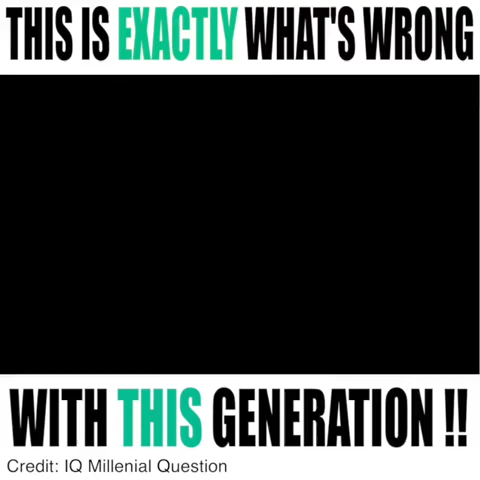 THIS IS EXACTLY WHAT'S WRONG
WITH THIS GENERATION !!
Credit: IQ Millenial Question